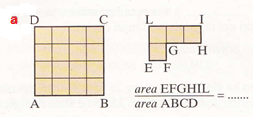 a D C L I
G H
E F
A B
area EFGHIL / area ABCD = .......